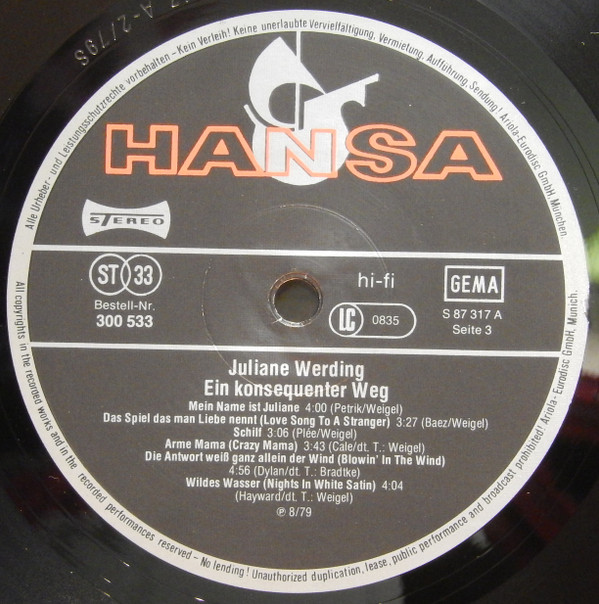 7 A-2/79S
Alle Urheber- und Leistungsschutzrechte vorbehalten – Kein Verleih! Keine unerlaubte Vervielfältigung, Vermietung, Aufführung, Sendung! Ariola-Eurodisc GmbH, München.
HANSA
STEREO
ST 33
hi-fi
GEMA
Bestell-Nr.
300 533
LC 0835
S 87 317 A
Seite 3
Juliane Werding
Ein konsequenter Weg
Mein Name ist Juliane 4:00 (Petrik/Weigel)
Das Spiel das man Liebe nennt (Love Song To A Stranger) 3:27 (Baez/Weigel)
Schilf 3:06 (Plée/Weigel)
Arme Mama (Crazy Mama) 3:43 (Cale/dt. T.: Weigel)
Die Antwort weiß ganz allein der Wind (Blowin' In The Wind)
4:56 (Dylan/dt. T.: Bradtke)
Wildes Wasser (Nights In White Satin) 4:04
(Hayward/dt. T.: Weigel)
℗ 8/79
All copyrights in the recorded works and in the recorded performances reserved – No lending! Unauthorized duplication, lease, public performance and broadcast prohibited! Ariola-Eurodisc GmbH, Munich.